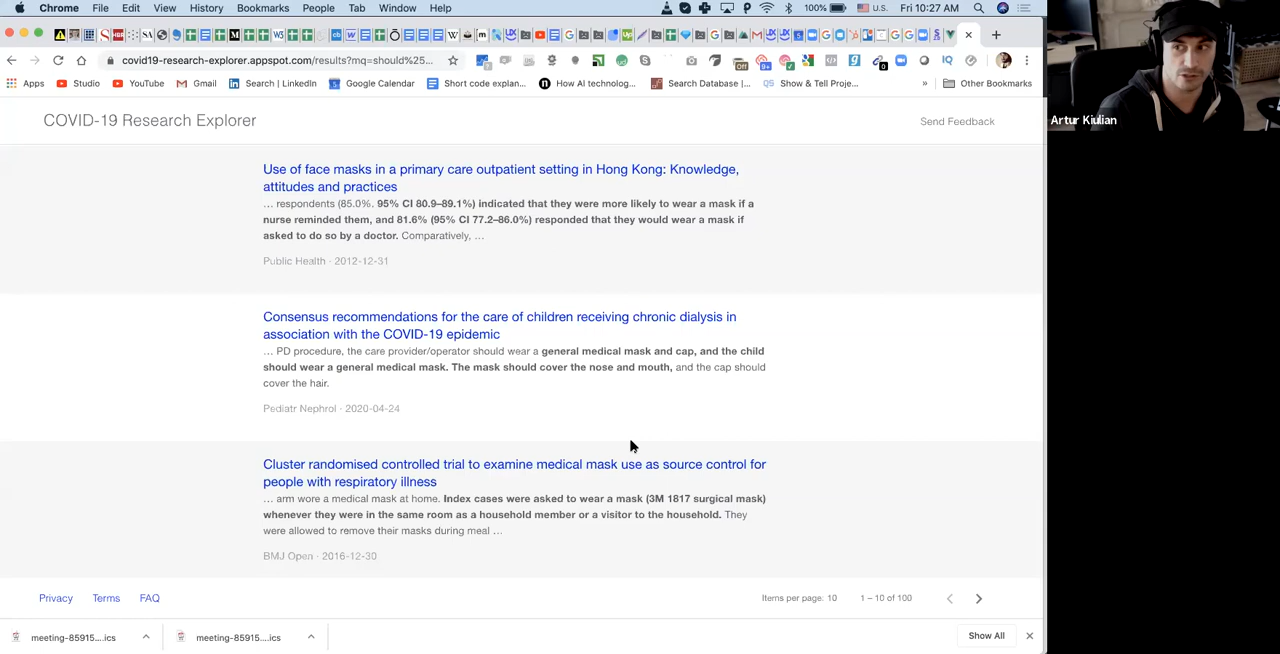 Chrome File Edit View History Bookmarks People Tab Window Help
100% U.S. Fri 10:27 AM
covid19-research-explorer.appspot.com/results?mq=should%25...
Apps Studio YouTube Gmail Search | LinkedIn Google Calendar Short code explan... How AI technolog... Search Database |... Show & Tell Proje... » Other Bookmarks
Artur Kiulian
COVID-19 Research Explorer
Send Feedback
Use of face masks in a primary care outpatient setting in Hong Kong: Knowledge,
attitudes and practices
... respondents (85.0%. 95% CI 80.9–89.1%) indicated that they were more likely to wear a mask if a
nurse reminded them, and 81.6% (95% CI 77.2–86.0%) responded that they would wear a mask if
asked to do so by a doctor. Comparatively, ...
Public Health · 2012-12-31
Consensus recommendations for the care of children receiving chronic dialysis in
association with the COVID-19 epidemic
... PD procedure, the care provider/operator should wear a general medical mask and cap, and the child
should wear a general medical mask. The mask should cover the nose and mouth, and the cap should
cover the hair.
Pediatr Nephrol · 2020-04-24
Cluster randomised controlled trial to examine medical mask use as source control for
people with respiratory illness
... arm wore a medical mask at home. Index cases were asked to wear a mask (3M 1817 surgical mask)
whenever they were in the same room as a household member or a visitor to the household. They
were allowed to remove their masks during meal ...
BMJ Open · 2016-12-30
Privacy Terms FAQ
Items per page: 10 1 – 10 of 100
meeting-85915....ics
meeting-85915....ics
Show All